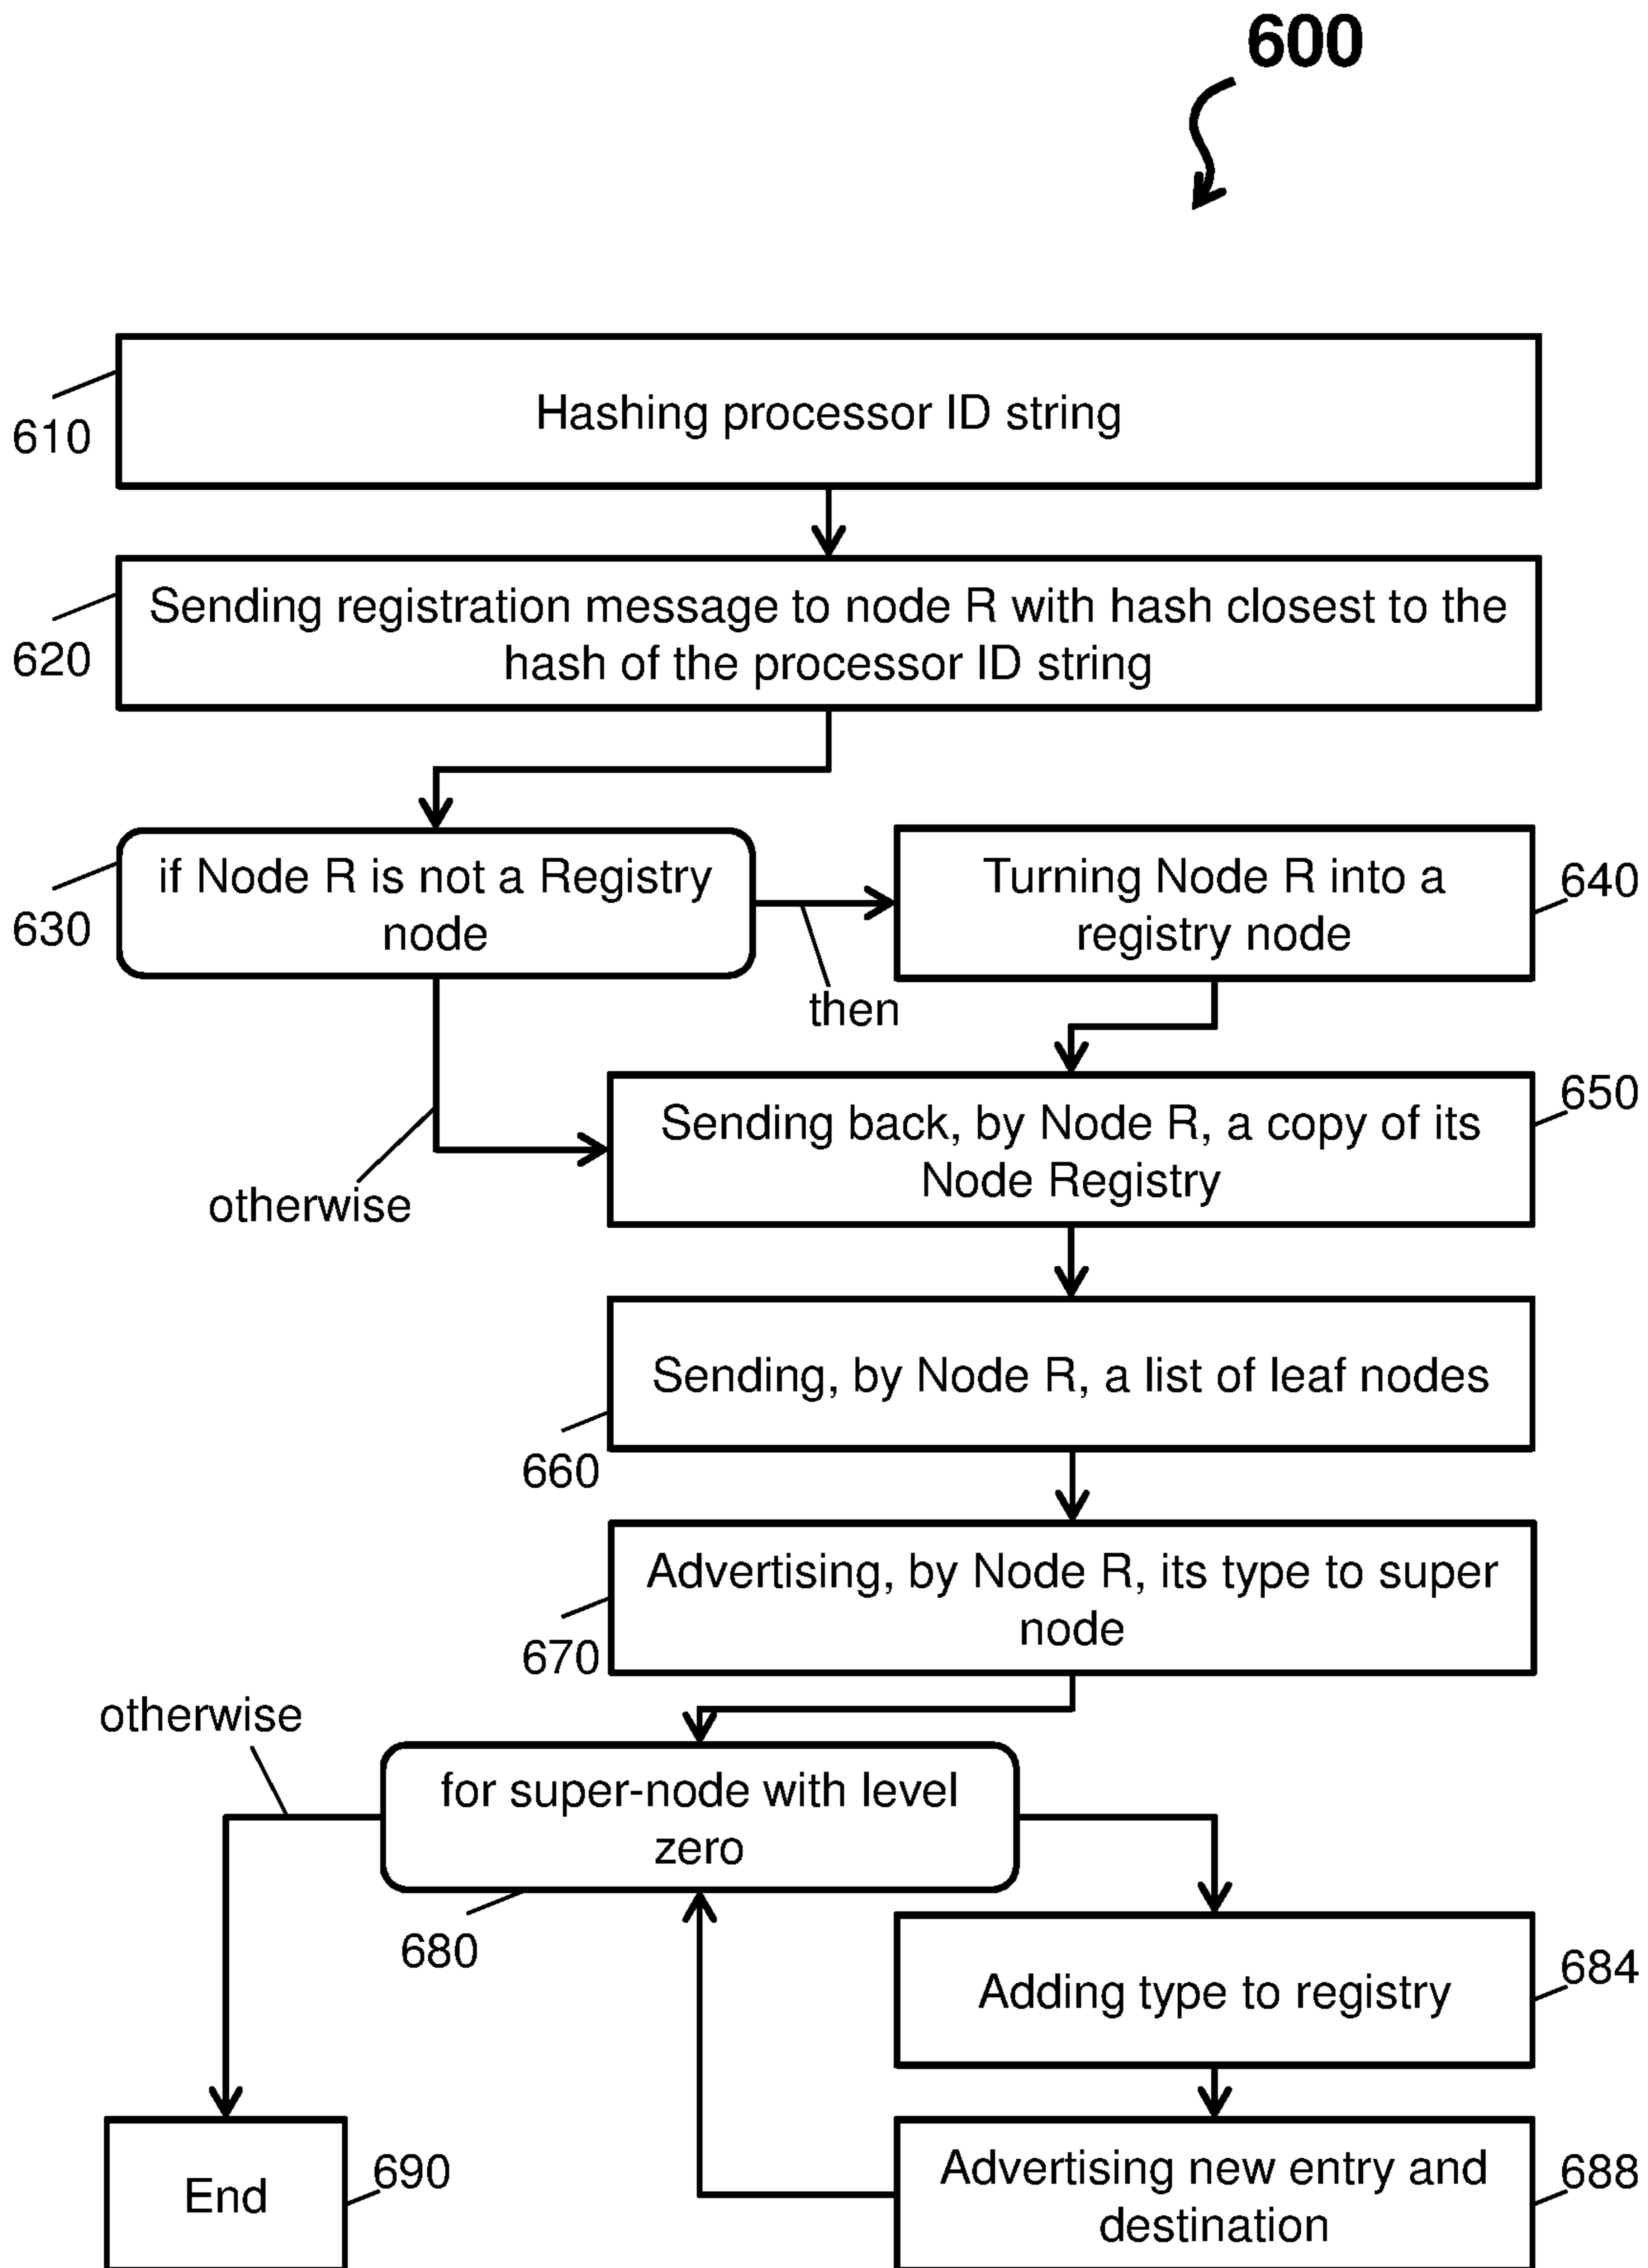 600
Hashing processor ID string
610
Sending registration message to node R with hash closest to the
hash of the processor ID string
620
if Node R is not a Registry
node
630
Turning Node R into a
registry node
640
then
otherwise
Sending back, by Node R, a copy of its
Node Registry
650
Sending, by Node R, a list of leaf nodes
660
Advertising, by Node R, its type to super
node
670
otherwise
for super-node with level
zero
680
Adding type to registry
684
Advertising new entry and
destination
688
End
690